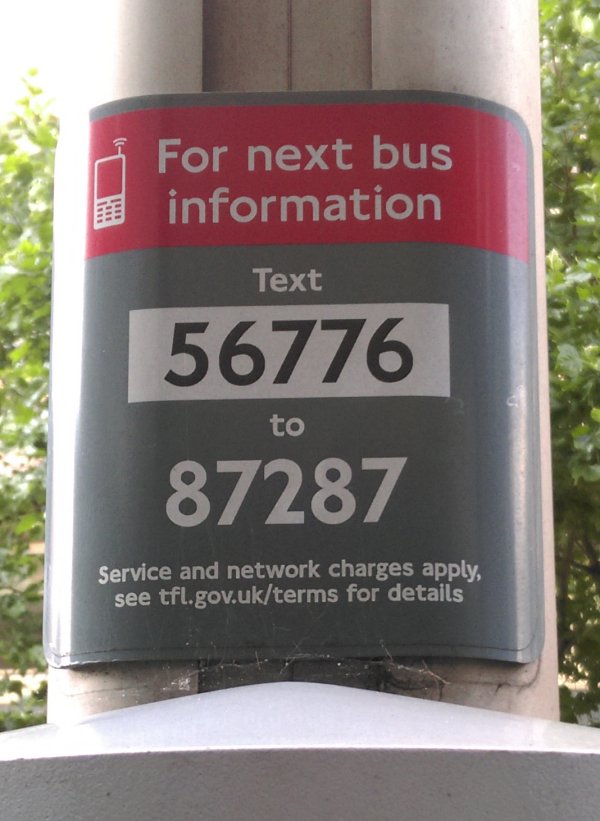 For next bus
information
Text
56776
to
87287
Service and network charges apply,
see tfl.gov.uk/terms for details